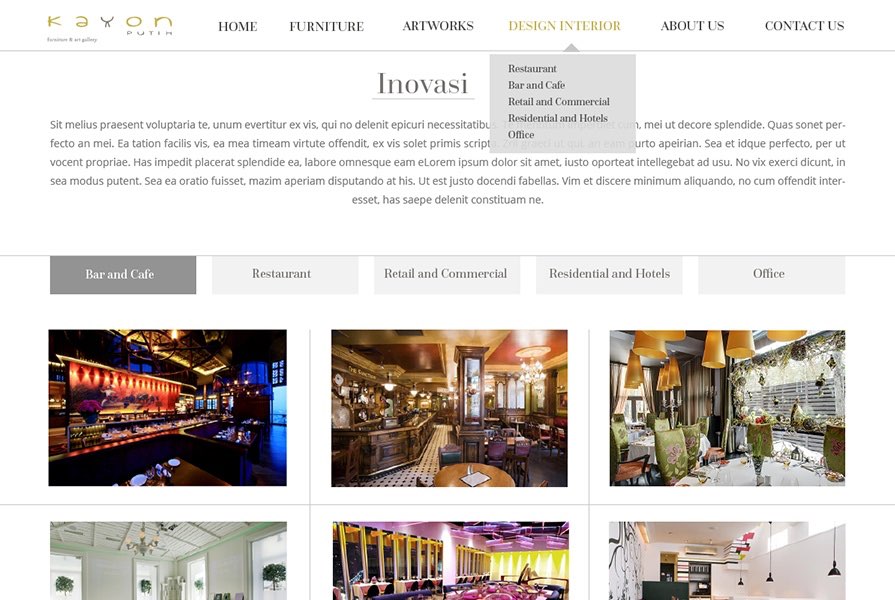 kayon
PUTIH
furniture & art gallery
HOME
FURNITURE
ARTWORKS
DESIGN INTERIOR
ABOUT US
CONTACT US
Restaurant
Bar and Cafe
Retail and Commercial
Residential and Hotels
Office
Inovasi
Sit melius praesent voluptaria te, unum evertitur ex vis, qui no delenit epicuri necessitatibus. cum, mei ut decore splendide. Quas sonet per-
fecto an mei. Ea tation facilis vis, ea mea timeam virtute offendit, ex vis solet primis scripta. purto apeirian. Sea et idque perfecto, per ut
vocent propriae. Has impedit placerat splendide ea, labore omnesque eam eLorem ipsum dolor sit amet, iusto oporteat intellegebat ad usu. No vix exerci dicunt, in
sea modus putent. Sea ea oratio fuisset, mazim aperiam disputando at his. Ut est justo docendi fabellas. Vim et discere minimum aliquando, no cum offendit inter-
esset, has saepe delenit constituam ne.
Bar and Cafe
Restaurant
Retail and Commercial
Residential and Hotels
Office